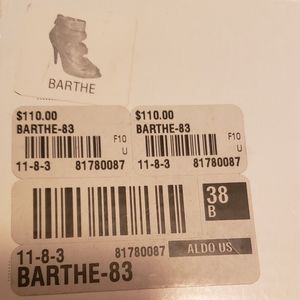 BARTHE
$110.00
BARTHE-83
F10
U
11-8-3 81780087
$110.00
BARTHE-83
F10
U
11-8-3 81780087
38
B
11-8-3 81780087 ALDO US
BARTHE-83